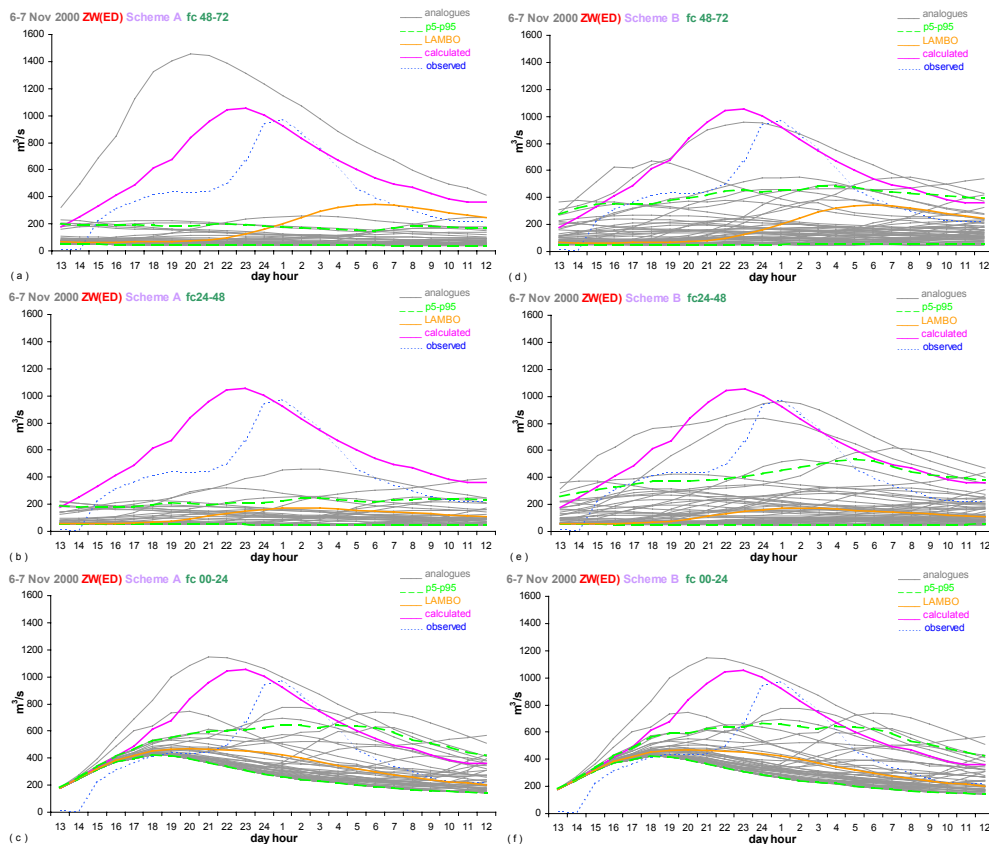 6-7 Nov 2000 ZW(ED) Scheme A fc 48-72
analogues
p5-p95
LAMBO
calculated
observed
1600
1400
1200
1000
800
600
400
200
0
m³/s
13 14 15 16 17 18 19 20 21 22 23 24 1 2 3 4 5 6 7 8 9 10 11 12
day hour
( a )
6-7 Nov 2000 ZW(ED) Scheme B fc 48-72
analogues
p5-p95
LAMBO
calculated
observed
1600
1400
1200
1000
800
600
400
200
0
m³/s
13 14 15 16 17 18 19 20 21 22 23 24 1 2 3 4 5 6 7 8 9 10 11 12
day hour
( d )
6-7 Nov 2000 ZW(ED) Scheme A fc24-48
analogues
p5-p95
LAMBO
calculated
observed
1600
1400
1200
1000
800
600
400
200
0
m³/s
13 14 15 16 17 18 19 20 21 22 23 24 1 2 3 4 5 6 7 8 9 10 11 12
day hour
( b )
6-7 Nov 2000 ZW(ED) Scheme B fc24-48
analogues
p5-p95
LAMBO
calculated
observed
1600
1400
1200
1000
800
600
400
200
0
m³/s
13 14 15 16 17 18 19 20 21 22 23 24 1 2 3 4 5 6 7 8 9 10 11 12
day hour
( e )
6-7 Nov 2000 ZW(ED) Scheme A fc 00-24
analogues
p5-p95
LAMBO
calculated
observed
1600
1400
1200
1000
800
600
400
200
0
m³/s
13 14 15 16 17 18 19 20 21 22 23 24 1 2 3 4 5 6 7 8 9 10 11 12
day hour
( c )
6-7 Nov 2000 ZW(ED) Scheme B fc 00-24
analogues
p5-p95
LAMBO
calculated
observed
1600
1400
1200
1000
800
600
400
200
0
m³/s
13 14 15 16 17 18 19 20 21 22 23 24 1 2 3 4 5 6 7 8 9 10 11 12
day hour
( f )